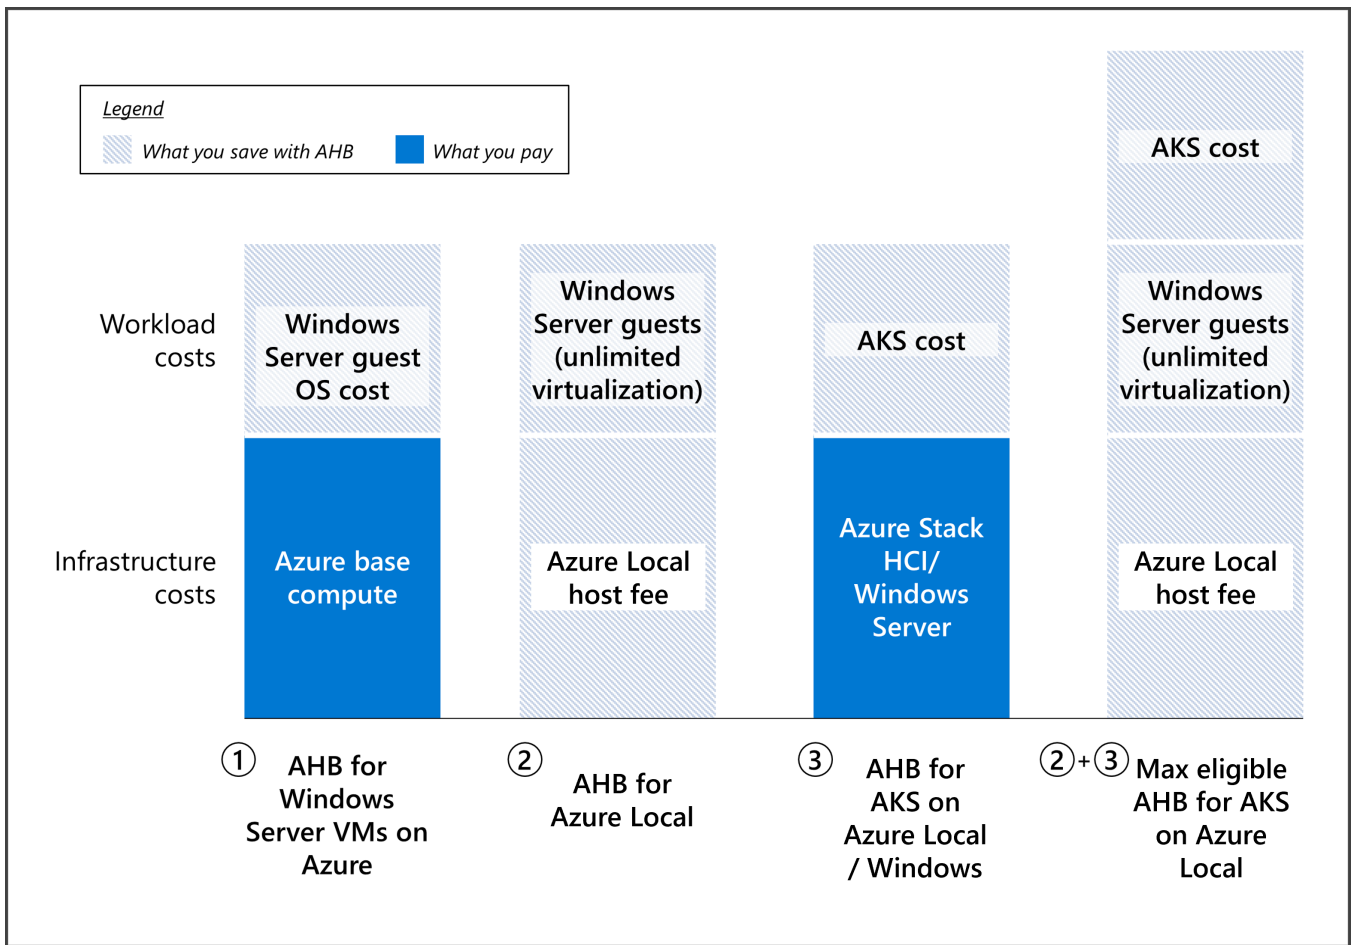 Legend
What you save with AHB
What you pay
AKS cost
Workload
costs
Windows
Server guest
OS cost
Windows
Server guests
(unlimited
virtualization)
AKS cost
Windows
Server guests
(unlimited
virtualization)
Infrastructure
costs
Azure base
compute
Azure Local
host fee
Azure Stack
HCI/
Windows
Server
Azure Local
host fee
1
AHB for
Windows
Server VMs on
Azure
2
AHB for
Azure Local
3
AHB for
AKS on
Azure Local
/ Windows
2+3
Max eligible
AHB for AKS
on Azure
Local